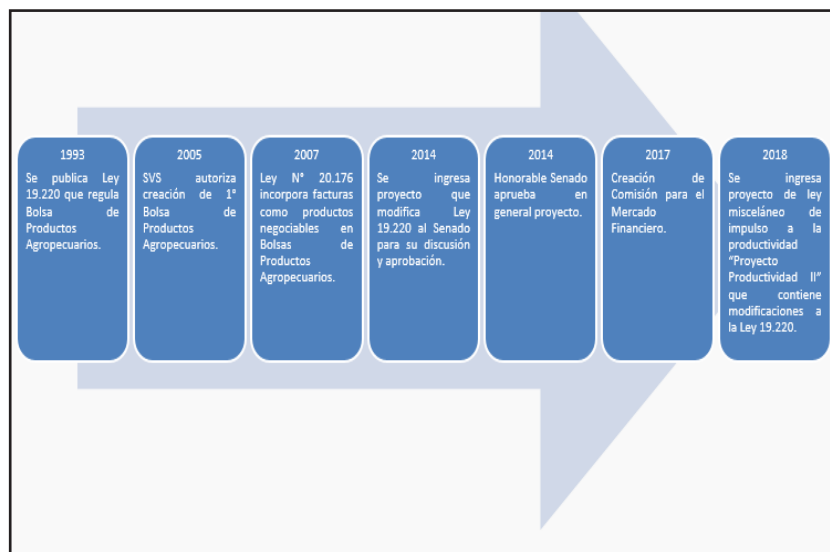 1993
Se publica Ley
19.220 que regula
Bolsa de
Productos
Agropecuarios.
2005
SVS autoriza
creación de 1°
Bolsa de
Productos
Agropecuarios.
2007
Ley N° 20.176
incorpora facturas
como productos
negociables en
Bolsas de
Productos
Agropecuarios.
2014
Se ingresa
proyecto que
modifica Ley
19.220 al Senado
para su discusión
y aprobación.
2014
Honorable Senado
aprueba en
general proyecto.
2017
Creación de
Comisión para el
Mercado
Financiero.
2018
Se ingresa
proyecto de ley
misceláneo de
impulso a la
productividad
“Proyecto
Productividad II”
que contiene
modificaciones a
la Ley 19.220.